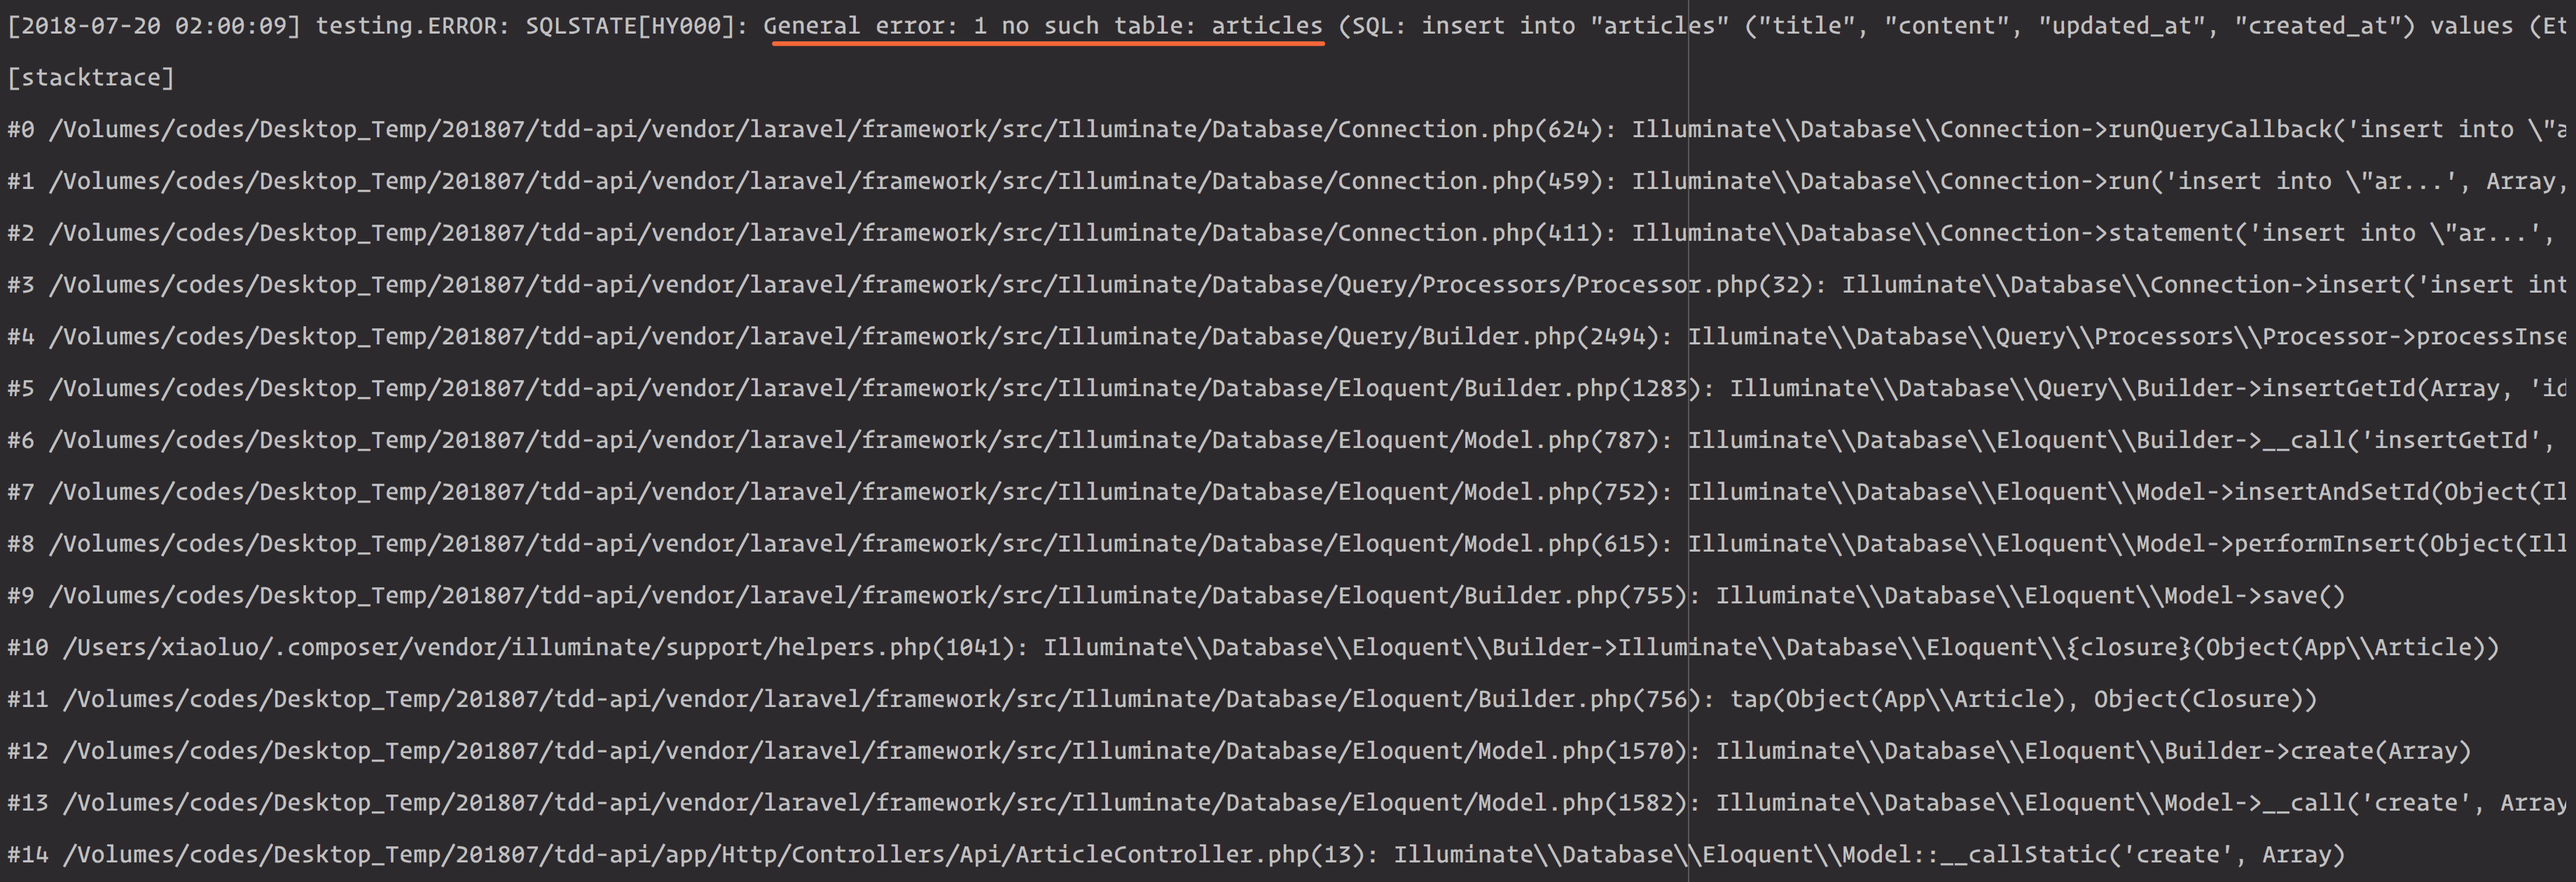 [2018-07-20 02:00:09] testing.ERROR: SQLSTATE[HY000]: General error: 1 no such table: articles (SQL: insert into "articles" ("title", "content", "updated_at", "created_at") values (Et
[stacktrace]
#0 /Volumes/codes/Desktop_Temp/201807/tdd-api/vendor/laravel/framework/src/Illuminate/Database/Connection.php(624): Illuminate\\Database\\Connection->runQueryCallback('insert into \"a
#1 /Volumes/codes/Desktop_Temp/201807/tdd-api/vendor/laravel/framework/src/Illuminate/Database/Connection.php(459): Illuminate\\Database\\Connection->run('insert into \"ar...', Array,
#2 /Volumes/codes/Desktop_Temp/201807/tdd-api/vendor/laravel/framework/src/Illuminate/Database/Connection.php(411): Illuminate\\Database\\Connection->statement('insert into \"ar...',
#3 /Volumes/codes/Desktop_Temp/201807/tdd-api/vendor/laravel/framework/src/Illuminate/Database/Query/Processors/Processor.php(32): Illuminate\\Database\\Connection->insert('insert int
#4 /Volumes/codes/Desktop_Temp/201807/tdd-api/vendor/laravel/framework/src/Illuminate/Database/Query/Builder.php(2494): Illuminate\\Database\\Query\\Processors\\Processor->processInse
#5 /Volumes/codes/Desktop_Temp/201807/tdd-api/vendor/laravel/framework/src/Illuminate/Database/Eloquent/Builder.php(1283): Illuminate\\Database\\Query\\Builder->insertGetId(Array, 'id
#6 /Volumes/codes/Desktop_Temp/201807/tdd-api/vendor/laravel/framework/src/Illuminate/Database/Eloquent/Model.php(787): Illuminate\\Database\\Eloquent\\Builder->__call('insertGetId',
#7 /Volumes/codes/Desktop_Temp/201807/tdd-api/vendor/laravel/framework/src/Illuminate/Database/Eloquent/Model.php(752): Illuminate\\Database\\Eloquent\\Model->insertAndSetId(Object(Il
#8 /Volumes/codes/Desktop_Temp/201807/tdd-api/vendor/laravel/framework/src/Illuminate/Database/Eloquent/Model.php(615): Illuminate\\Database\\Eloquent\\Model->performInsert(Object(Ill
#9 /Volumes/codes/Desktop_Temp/201807/tdd-api/vendor/laravel/framework/src/Illuminate/Database/Eloquent/Builder.php(755): Illuminate\\Database\\Eloquent\\Model->save()
#10 /Users/xiaoluo/.composer/vendor/illuminate/support/helpers.php(1041): Illuminate\\Database\\Eloquent\\Builder->Illuminate\\Database\\Eloquent\\{closure}(Object(App\\Article))
#11 /Volumes/codes/Desktop_Temp/201807/tdd-api/vendor/laravel/framework/src/Illuminate/Database/Eloquent/Builder.php(756): tap(Object(App\\Article), Object(Closure))
#12 /Volumes/codes/Desktop_Temp/201807/tdd-api/vendor/laravel/framework/src/Illuminate/Database/Eloquent/Model.php(1570): Illuminate\\Database\\Eloquent\\Builder->create(Array)
#13 /Volumes/codes/Desktop_Temp/201807/tdd-api/vendor/laravel/framework/src/Illuminate/Database/Eloquent/Model.php(1582): Illuminate\\Database\\Eloquent\\Model->__call('create', Array
#14 /Volumes/codes/Desktop_Temp/201807/tdd-api/app/Http/Controllers/Api/ArticleController.php(13): Illuminate\\Database\\Eloquent\\Model::__callStatic('create', Array)